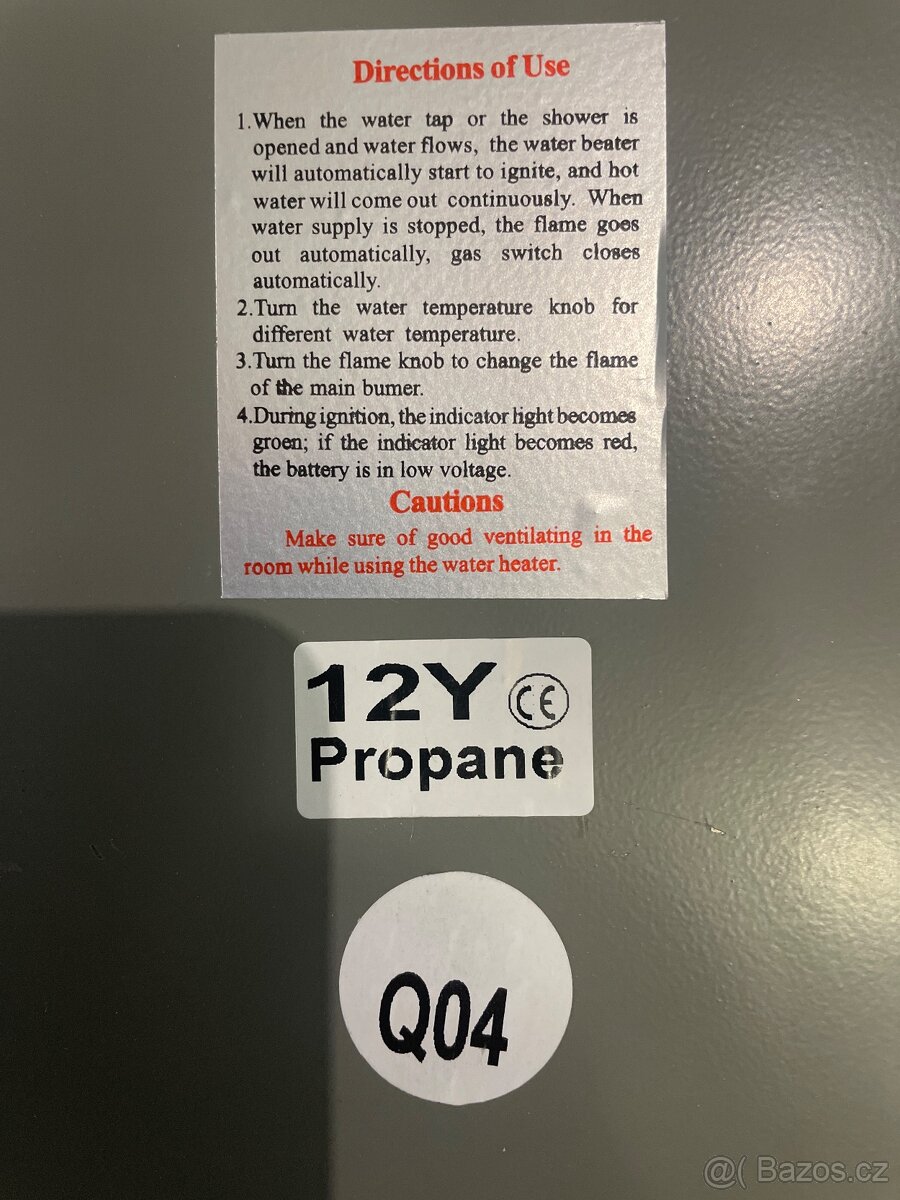 Directions of Use
1.When the water tap or the shower is
opened and water flows, the water beater
will automatically start to ignite, and hot
water will come out continuously. When
water supply is stopped, the flame goes
out automatically, gas switch closes
automatically.
2.Turn the water temperature knob for
different water temperature.
3.Turn the flame knob to change the flame
of the main bumer.
4.During ignition, the indicator light becomes
groen; if the indicator light becomes red,
the battery is in low voltage.
Cautions
Make sure of good ventilating in the
room while using the water heater.
12Y CE
Propane
Q04
@( Bazos.cz